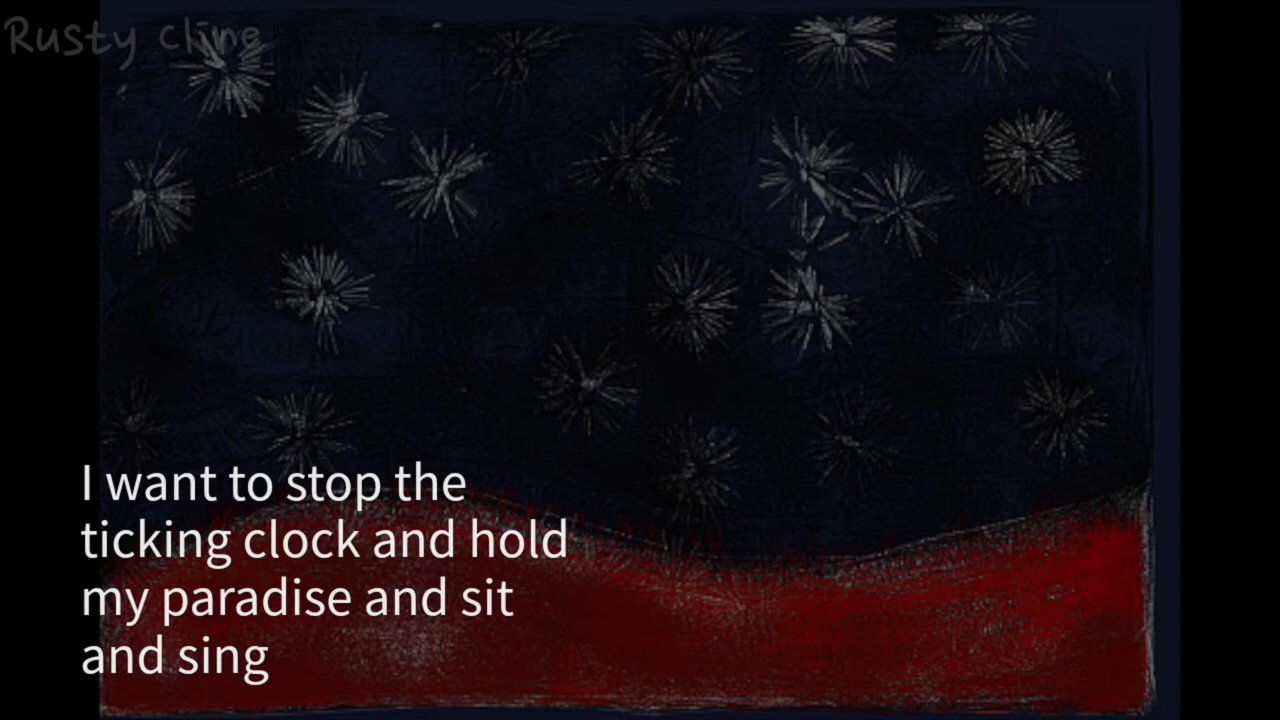 Rusty Cline
I want to stop the
ticking clock and hold
my paradise and sit
and sing